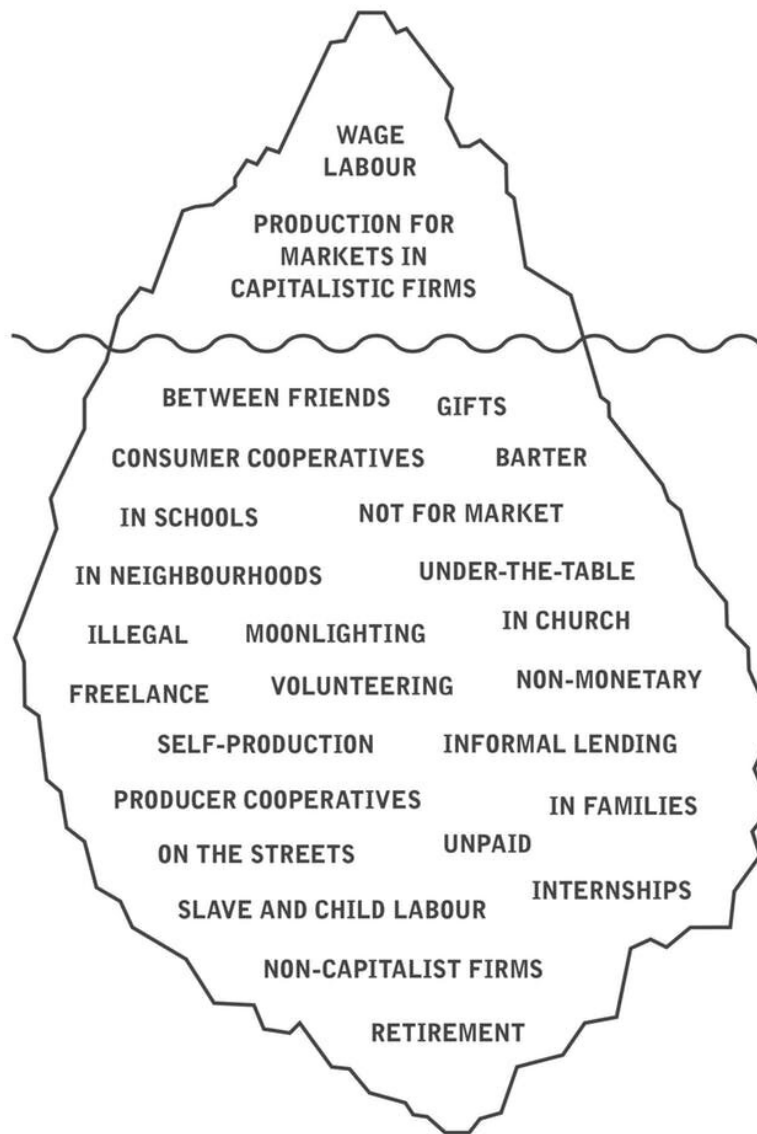 WAGE
LABOUR
PRODUCTION FOR
MARKETS IN
CAPITALISTIC FIRMS
BETWEEN FRIENDS
GIFTS
CONSUMER COOPERATIVES
BARTER
IN SCHOOLS
NOT FOR MARKET
IN NEIGHBOURHOODS
UNDER-THE-TABLE
ILLEGAL
MOONLIGHTING
IN CHURCH
FREELANCE
VOLUNTEERING
NON-MONETARY
SELF-PRODUCTION
INFORMAL LENDING
PRODUCER COOPERATIVES
IN FAMILIES
ON THE STREETS
UNPAID
SLAVE AND CHILD LABOUR
INTERNSHIPS
NON-CAPITALIST FIRMS
RETIREMENT